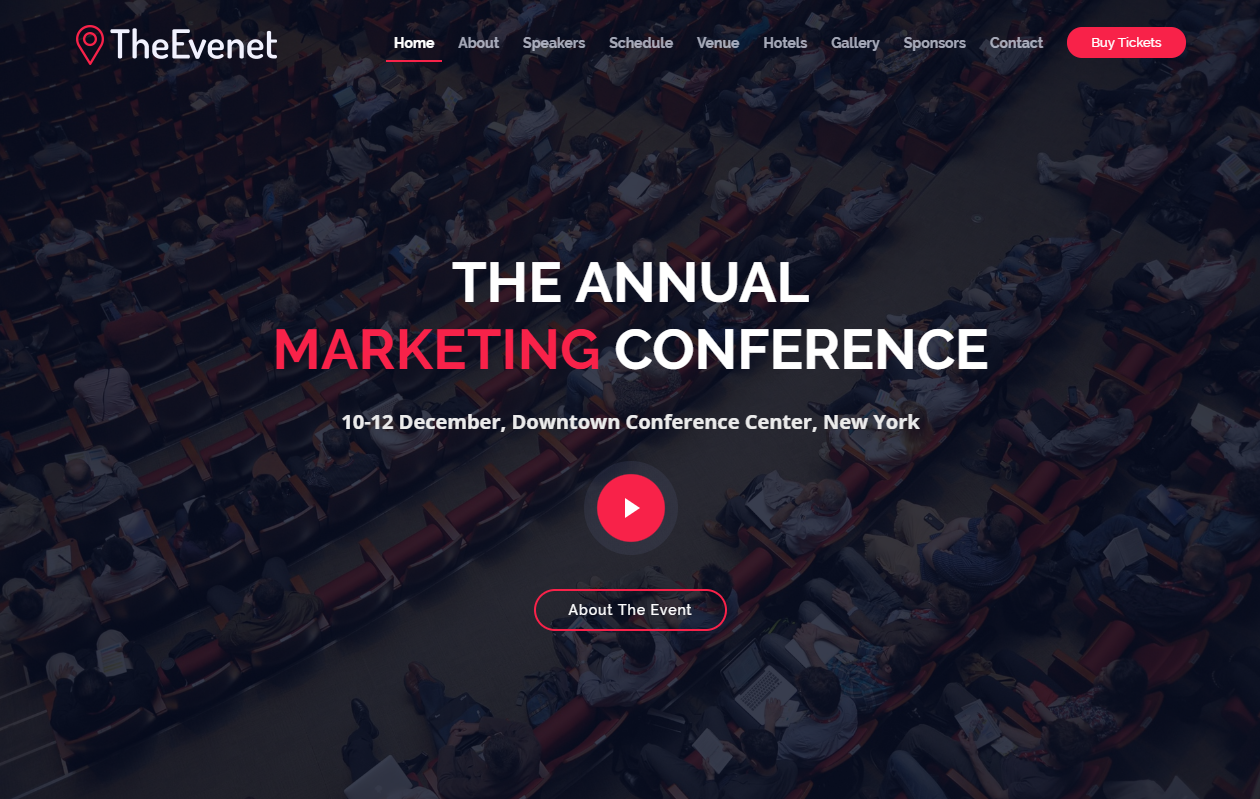 TheEvenet
Home About Speakers Schedule Venue Hotels Gallery Sponsors Contact Buy Tickets
THE ANNUAL
MARKETING CONFERENCE
10-12 December, Downtown Conference Center, New York
About The Event